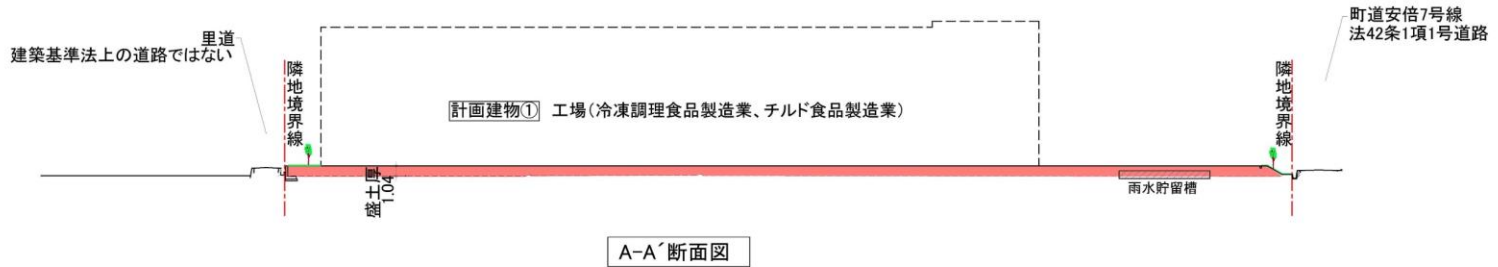 里道
建築基準法上の道路ではない
隣地境界線
計画建物① 工場(冷凍調理食品製造業、チルド食品製造業)
町道安倍7号線
法42条1項1号道路
隣地境界線
盛土厚
1.04
雨水貯留槽
A-A´断面図